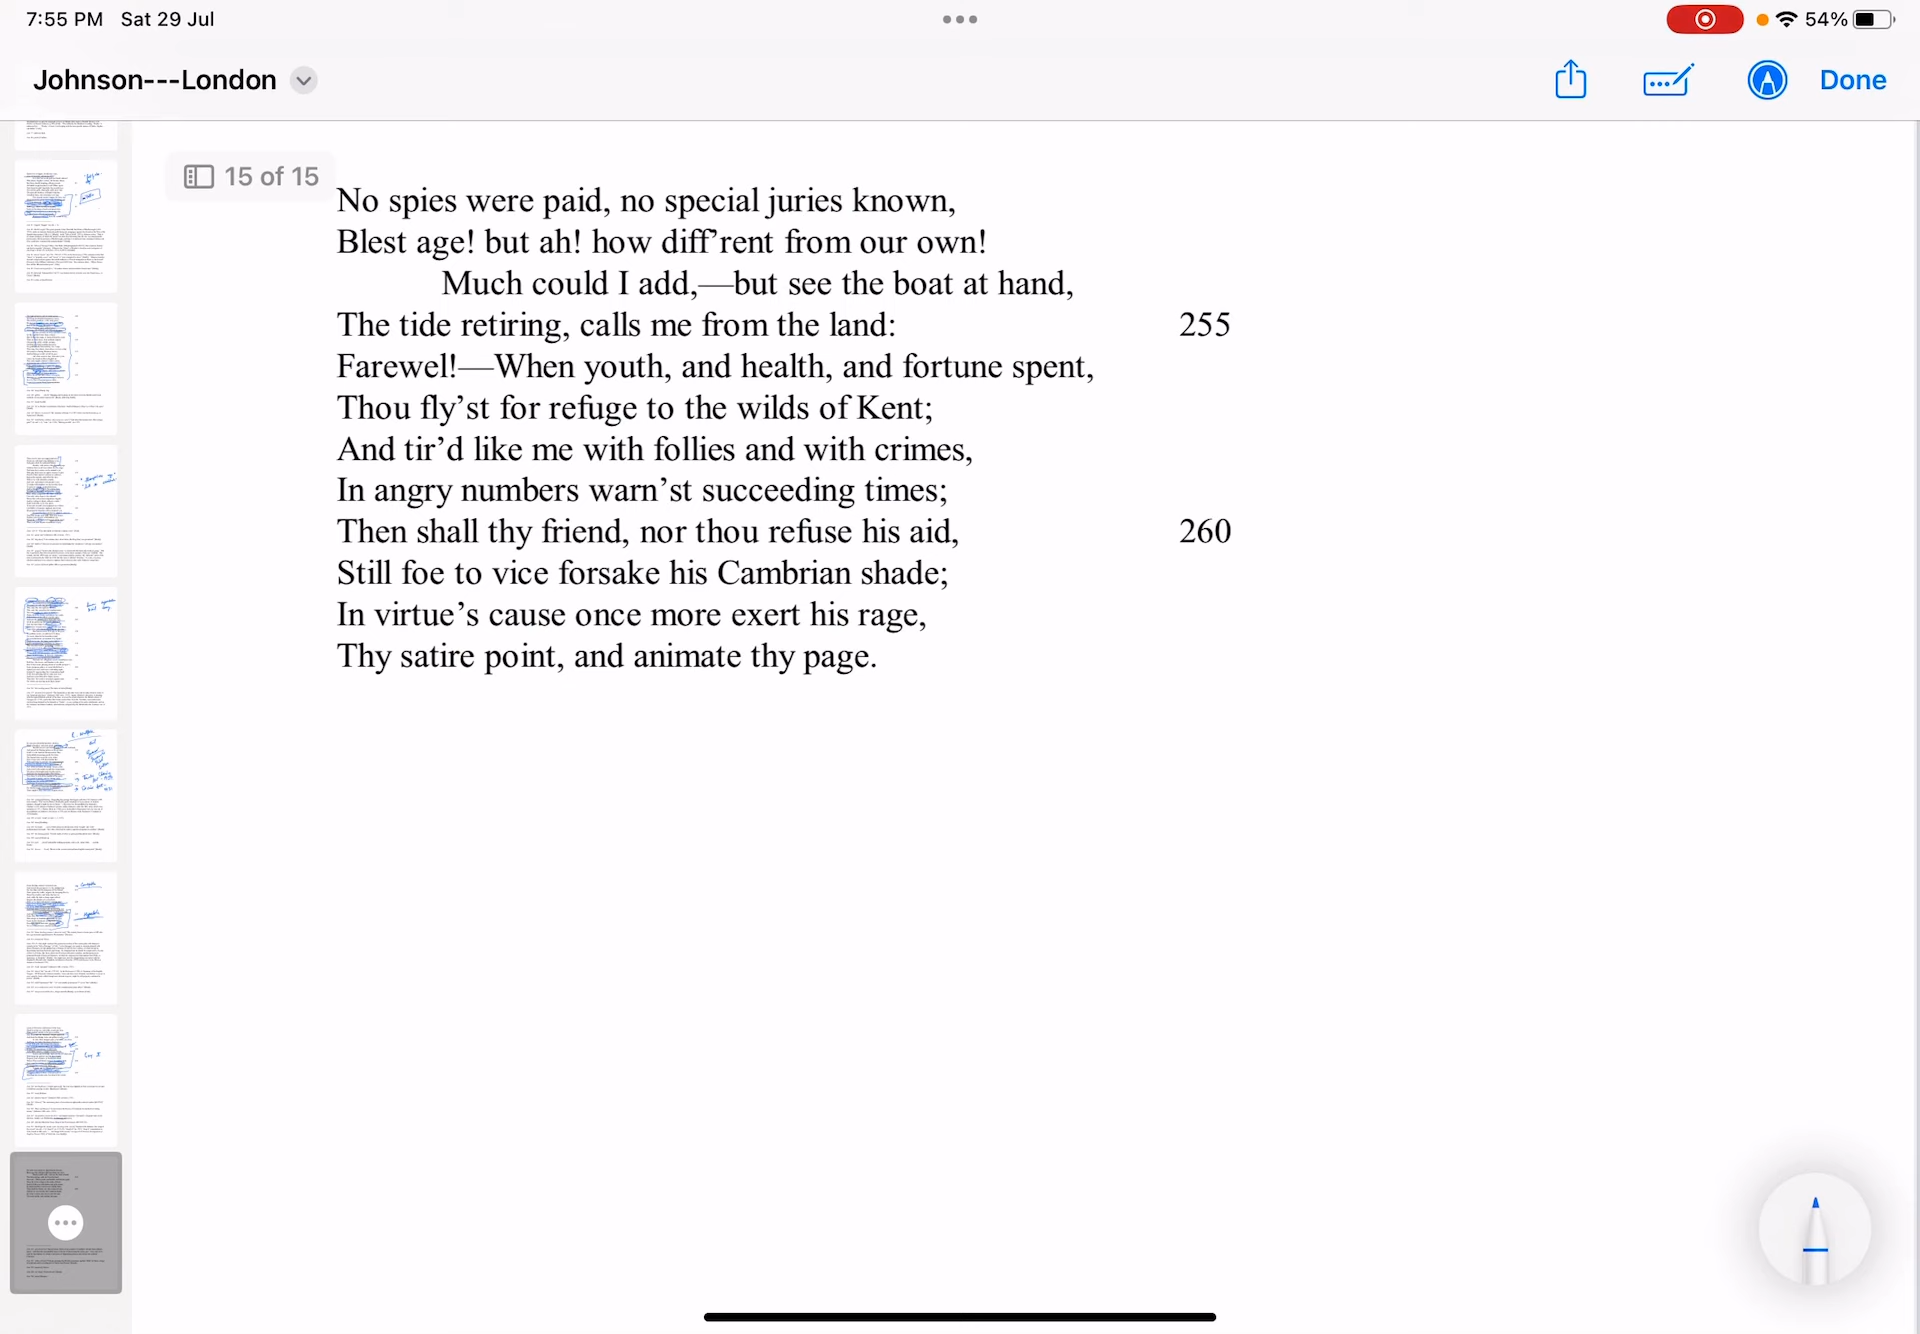 7:55 PM Sat 29 Jul
54%
Johnson---London
Done
15 of 15
No spies were paid, no special juries known,
Blest age! but ah! how diff’rent from our own!
Much could I add,—but see the boat at hand,
The tide retiring, calls me from the land: 255
Farewel!—When youth, and health, and fortune spent,
Thou fly’st for refuge to the wilds of Kent;
And tir’d like me with follies and with crimes,
In angry numbers warn’st succeeding times;
Then shall thy friend, nor thou refuse his aid, 260
Still foe to vice forsake his Cambrian shade;
In virtue’s cause once more exert his rage,
Thy satire point, and animate thy page.